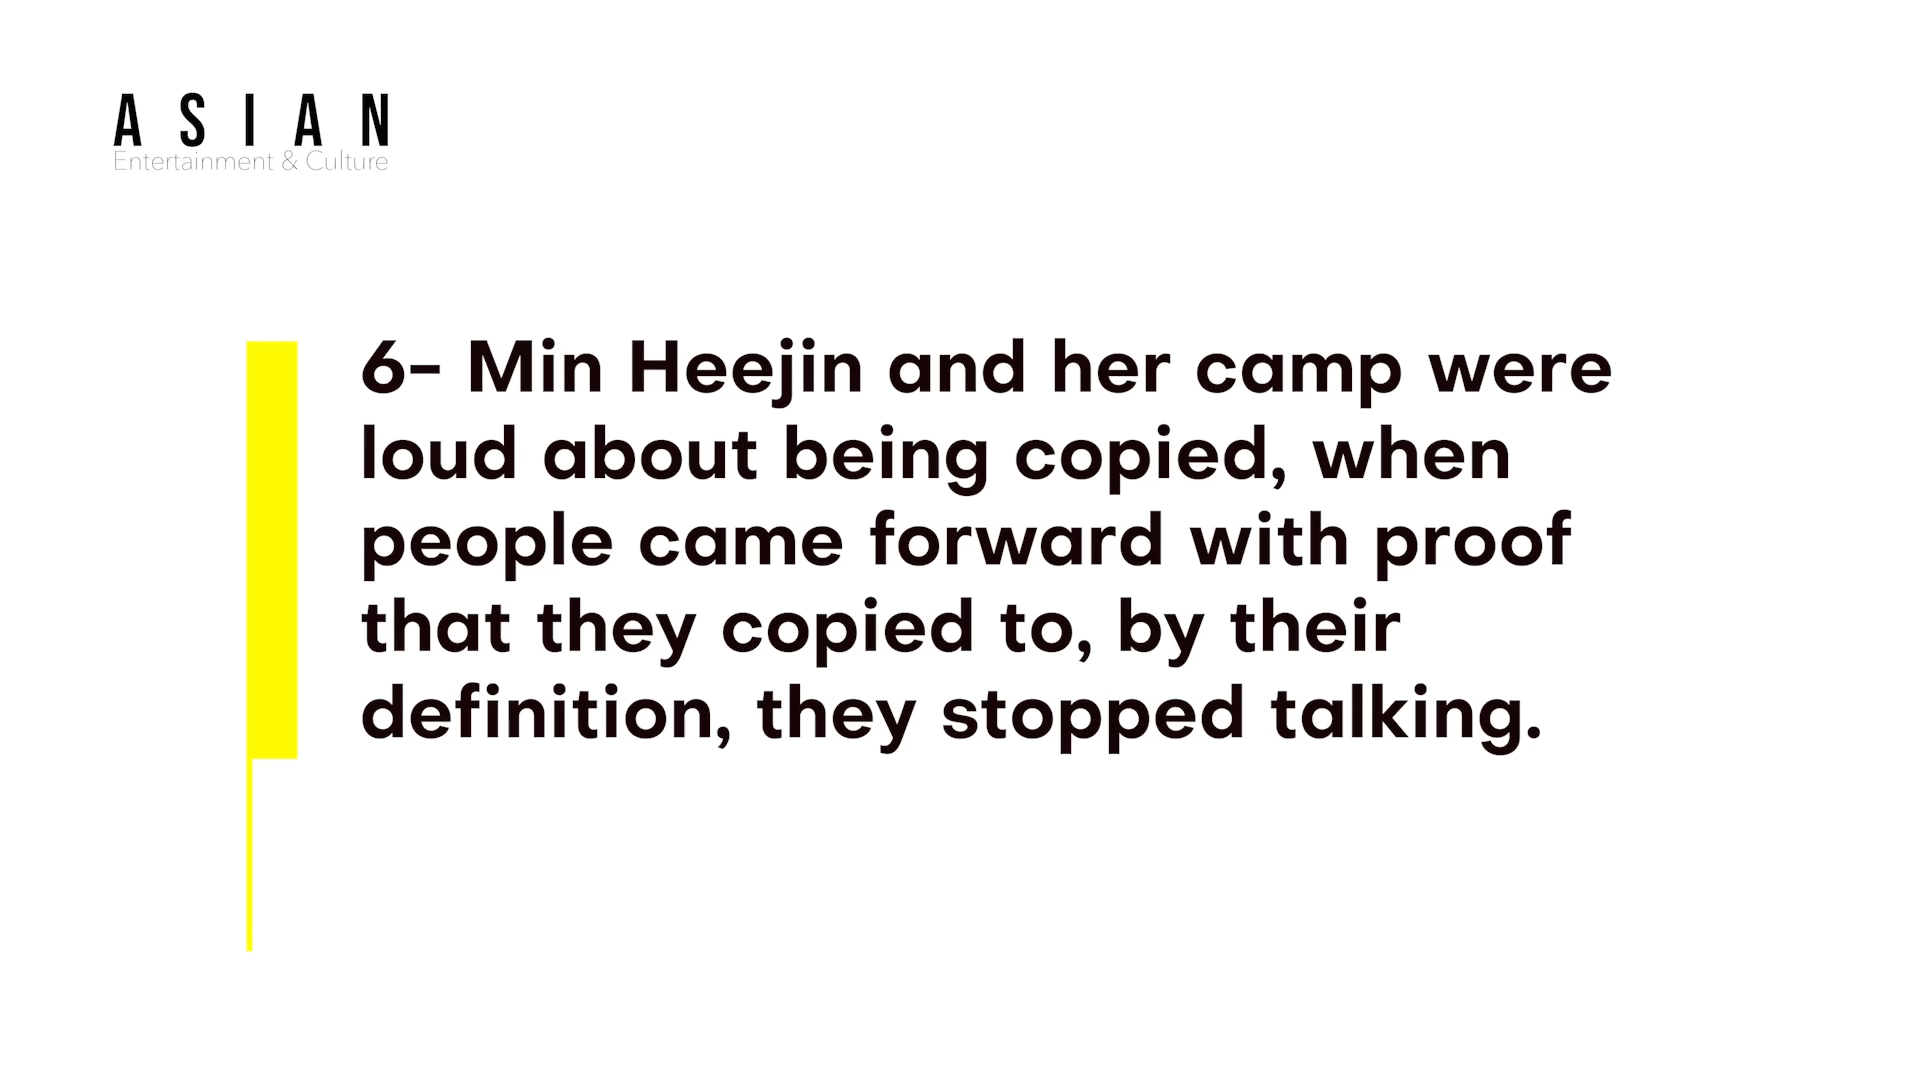 ASIAN
Entertainment & Culture
6- Min Heejin and her camp were
loud about being copied, when
people came forward with proof
that they copied to, by their
definition, they stopped talking.